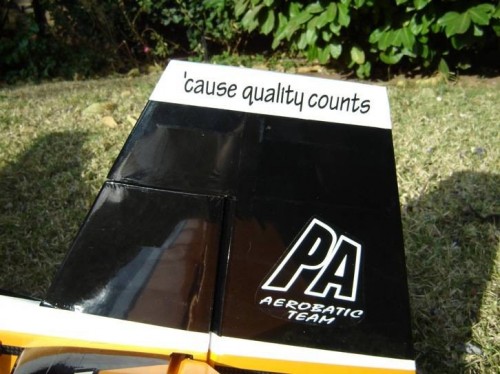 'cause quality counts
PA
AEROBATIC
TEAM